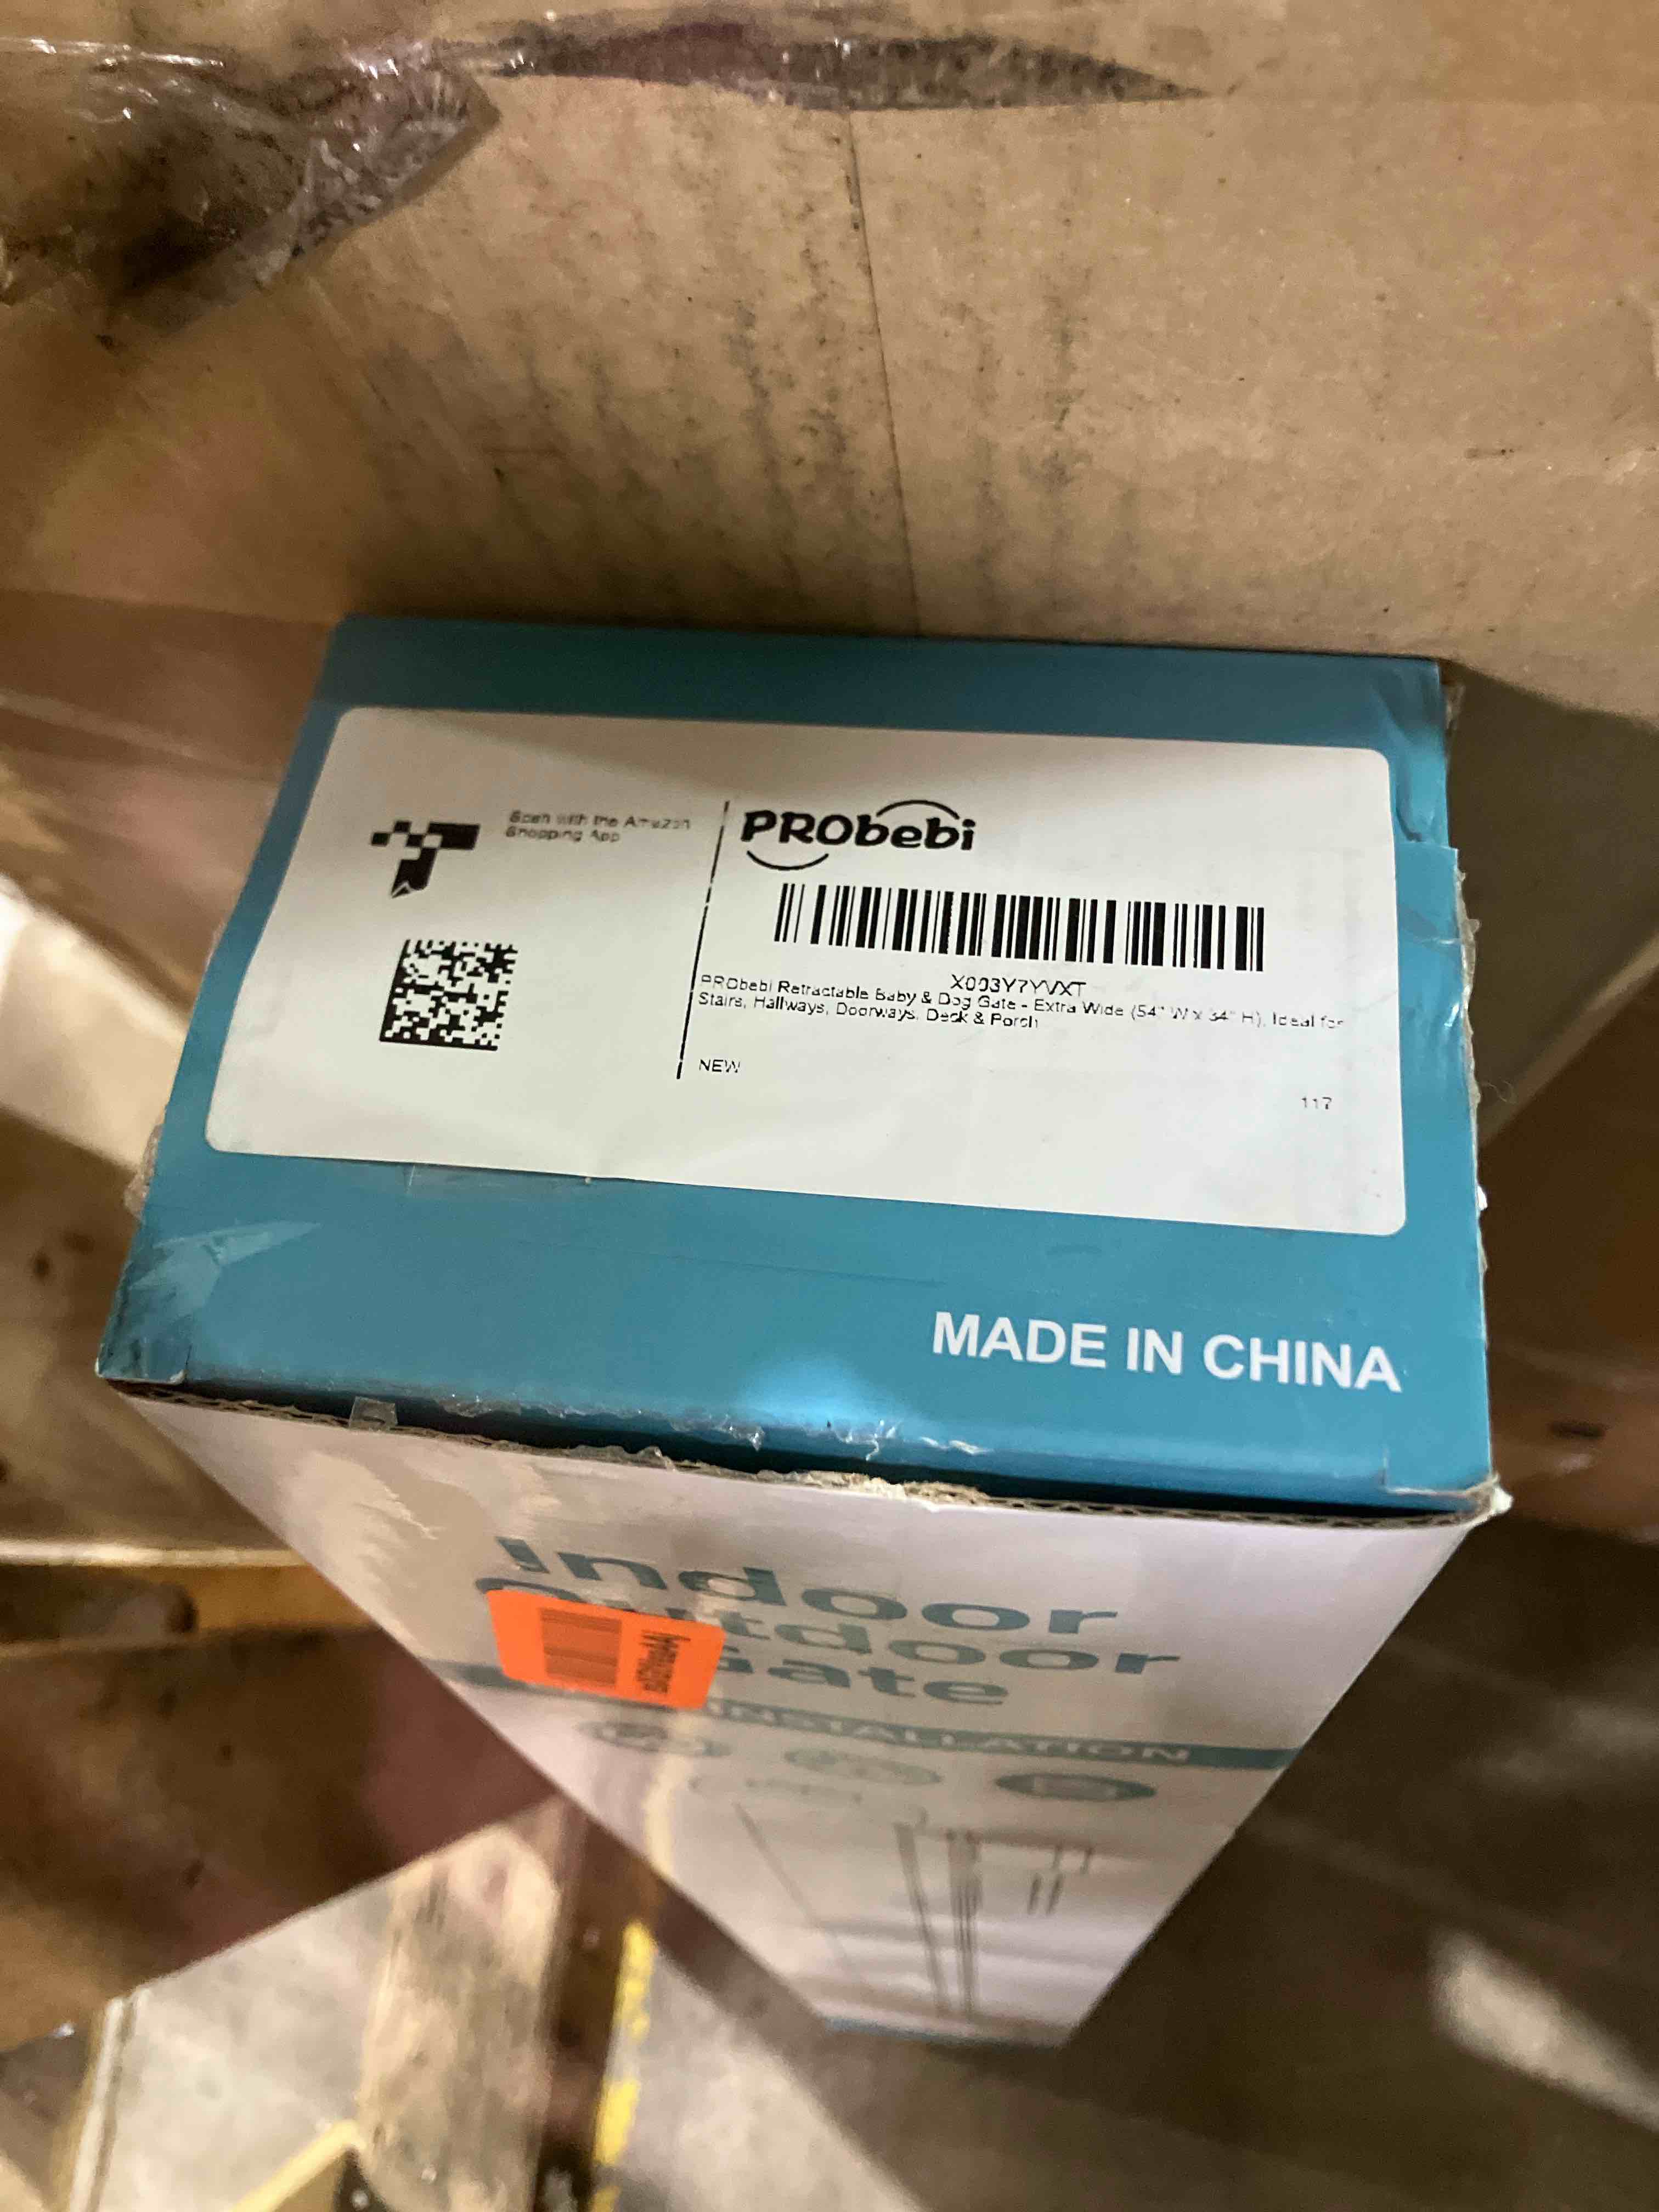 Scan with the Amazon
Shopping App
PRObebi
X003Y7YVXT
PRObebi Retractable Baby & Dog Gate - Extra Wide (54" W x 34" H), Ideal for
Stairs, Hallways, Doorways, Deck & Porch
NEW
117
MADE IN CHINA
Indoor
Outdoor
Gate
INSTALLATION